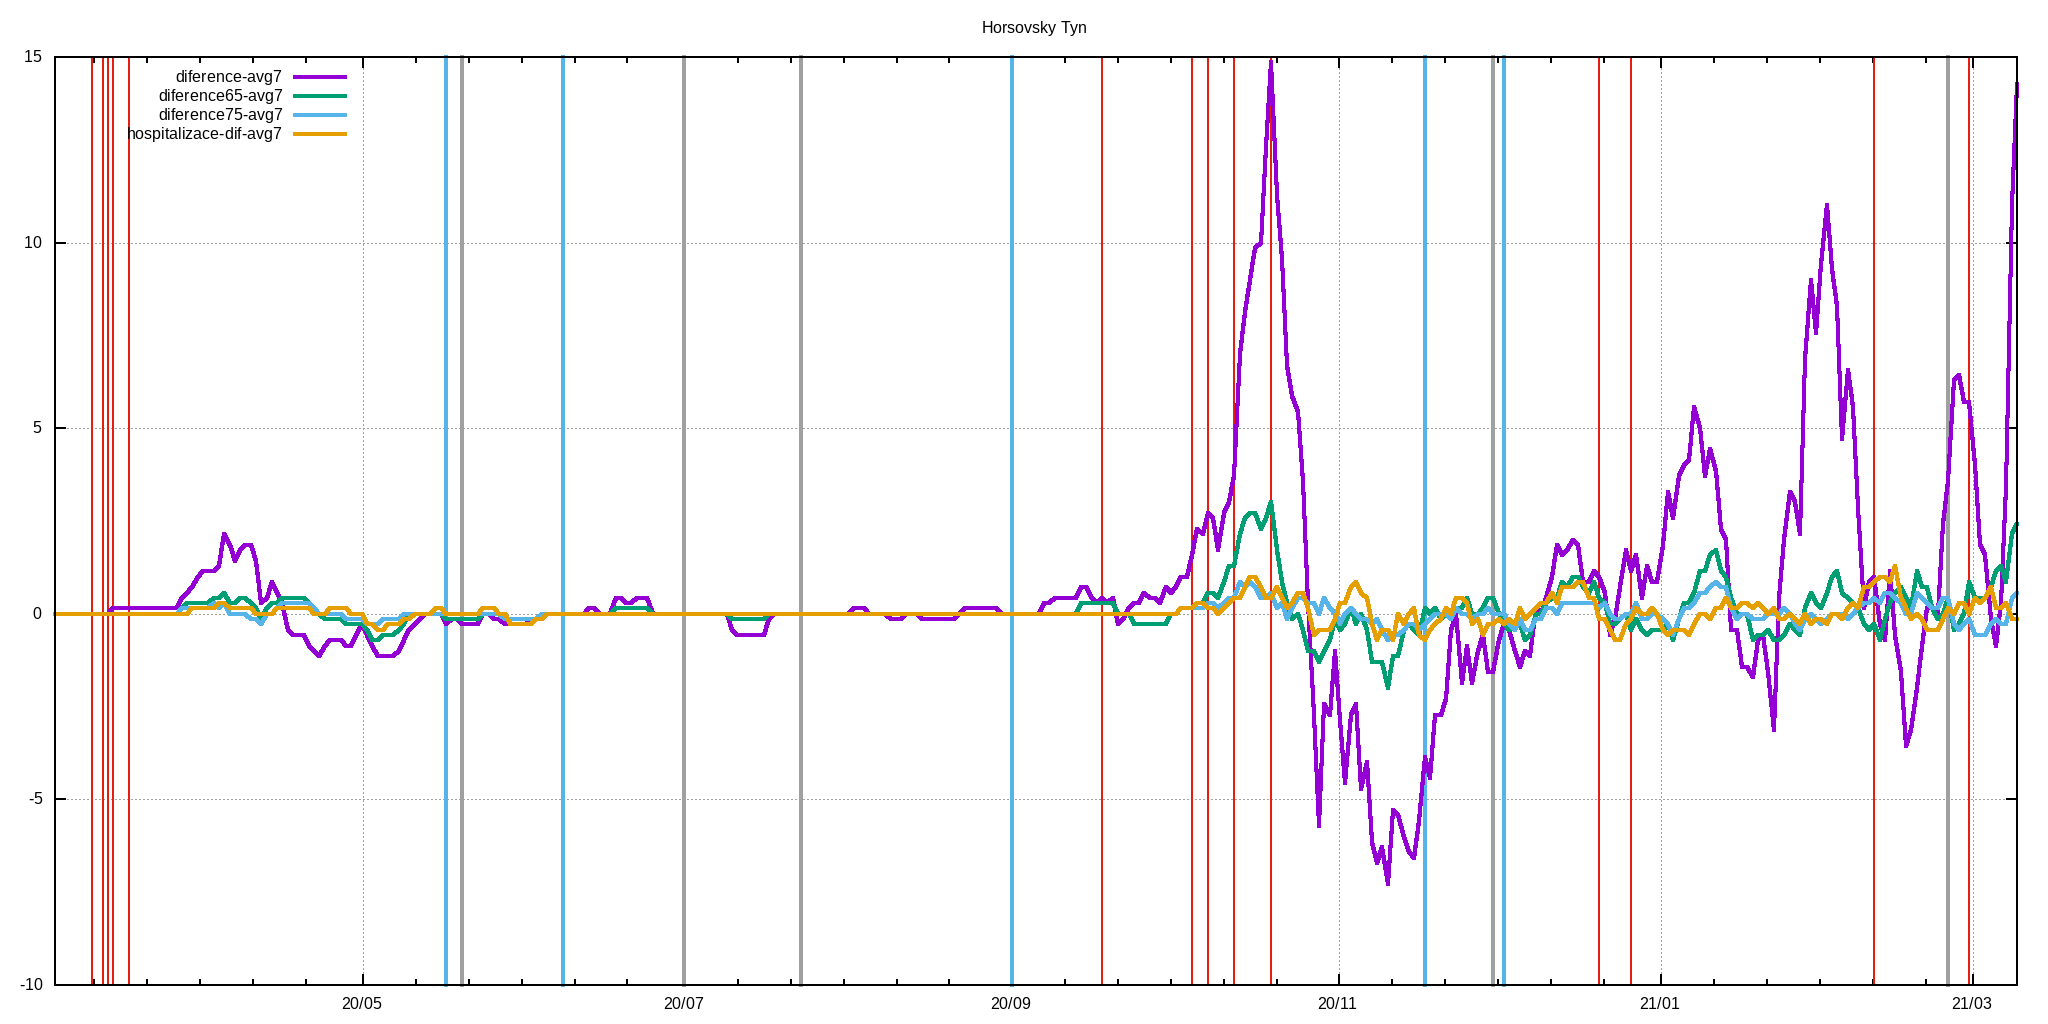 Horsovsky Tyn
15
diference-avg7
diference65-avg7
diference75-avg7
hospitalizace-dif-avg7
10
5
0
-5
-10
20/05 20/07 20/09 20/11 21/01 21/03